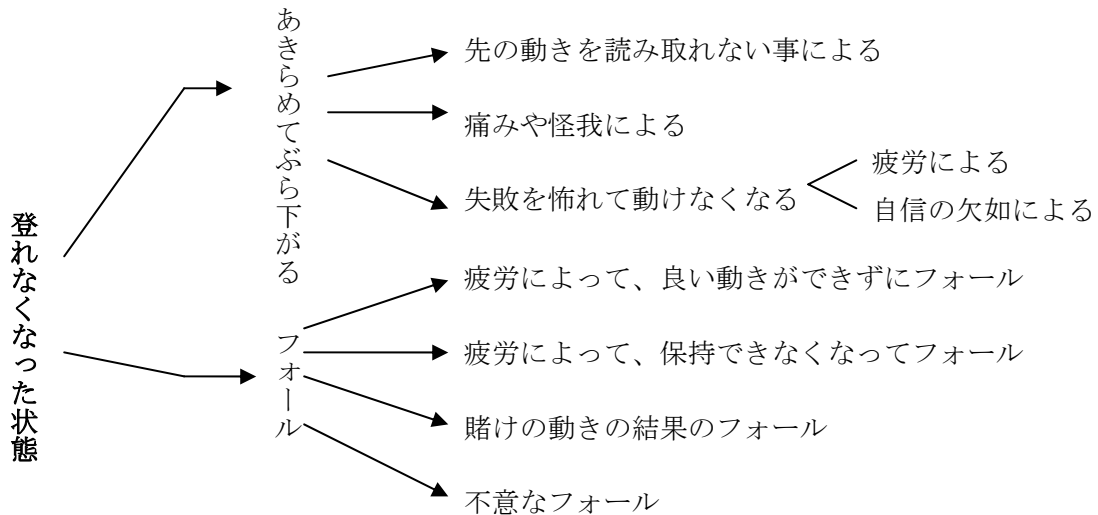 登れなくなった状態
あきらめてぶら下がる
先の動きを読み取れない事による
痛みや怪我による
失敗を怖れて動けなくなる
疲労による
自信の欠如による
フォール
疲労によって、良い動きができずにフォール
疲労によって、保持できなくなってフォール
賭けの動きの結果のフォール
不意なフォール